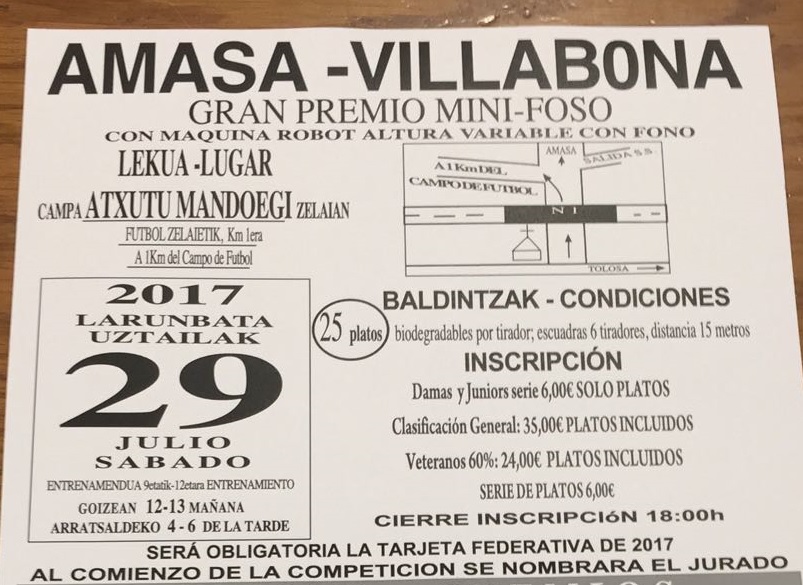 AMASA -VILLAB0NA
GRAN PREMIO MINI-FOSO
CON MAQUINA ROBOT ALTURA VARIABLE CON FONO
LEKUA -LUGAR
CAMPA ATXUTU MANDOEGI ZELAIAN
FUTBOL ZELAIETIK, Km 1era
A 1Km del Campo de Futbol
AMASA
SALIDA S.S.
A 1 Km DEL
CAMPO DE FUTBOL
N I
TOLOSA
2017
LARUNBATA
UZTAILAK
29
JULIO
SABADO
ENTRENAMENDUA 9etatik-12etara ENTRENAMIENTO
GOIZEAN 12-13 MAÑANA
ARRATSALDEKO 4 - 6 DE LA TARDE
BALDINTZAK - CONDICIONES
25 platos biodegradables por tirador; escuadras 6 tiradores, distancia 15 metros
INSCRIPCIÓN
Damas y Juniors serie 6,00€ SOLO PLATOS
Clasificación General: 35,00€ PLATOS INCLUIDOS
Veteranos 60%: 24,00€ PLATOS INCLUIDOS
SERIE DE PLATOS 6,00€
CIERRE INSCRIPCIóN 18:00h
SERÁ OBLIGATORIA LA TARJETA FEDERATIVA DE 2017
AL COMIENZO DE LA COMPETICION SE NOMBRARA EL JURADO